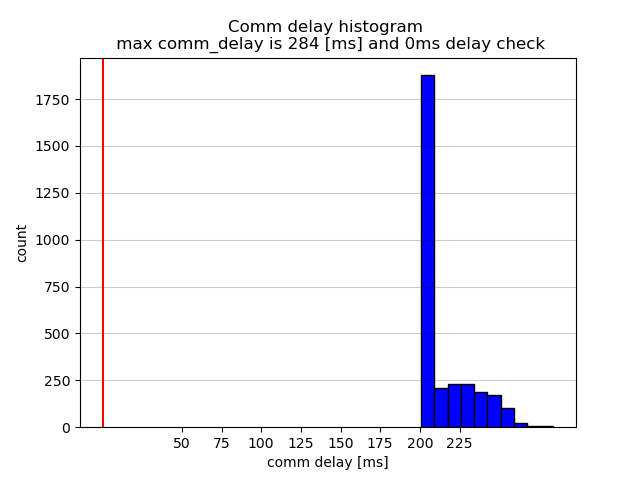 Comm delay histogram
max comm_delay is 284 [ms] and 0ms delay check
1750
1500
1250
1000
750
500
250
0
count
50 75 100 125 150 175 200 225
comm delay [ms]